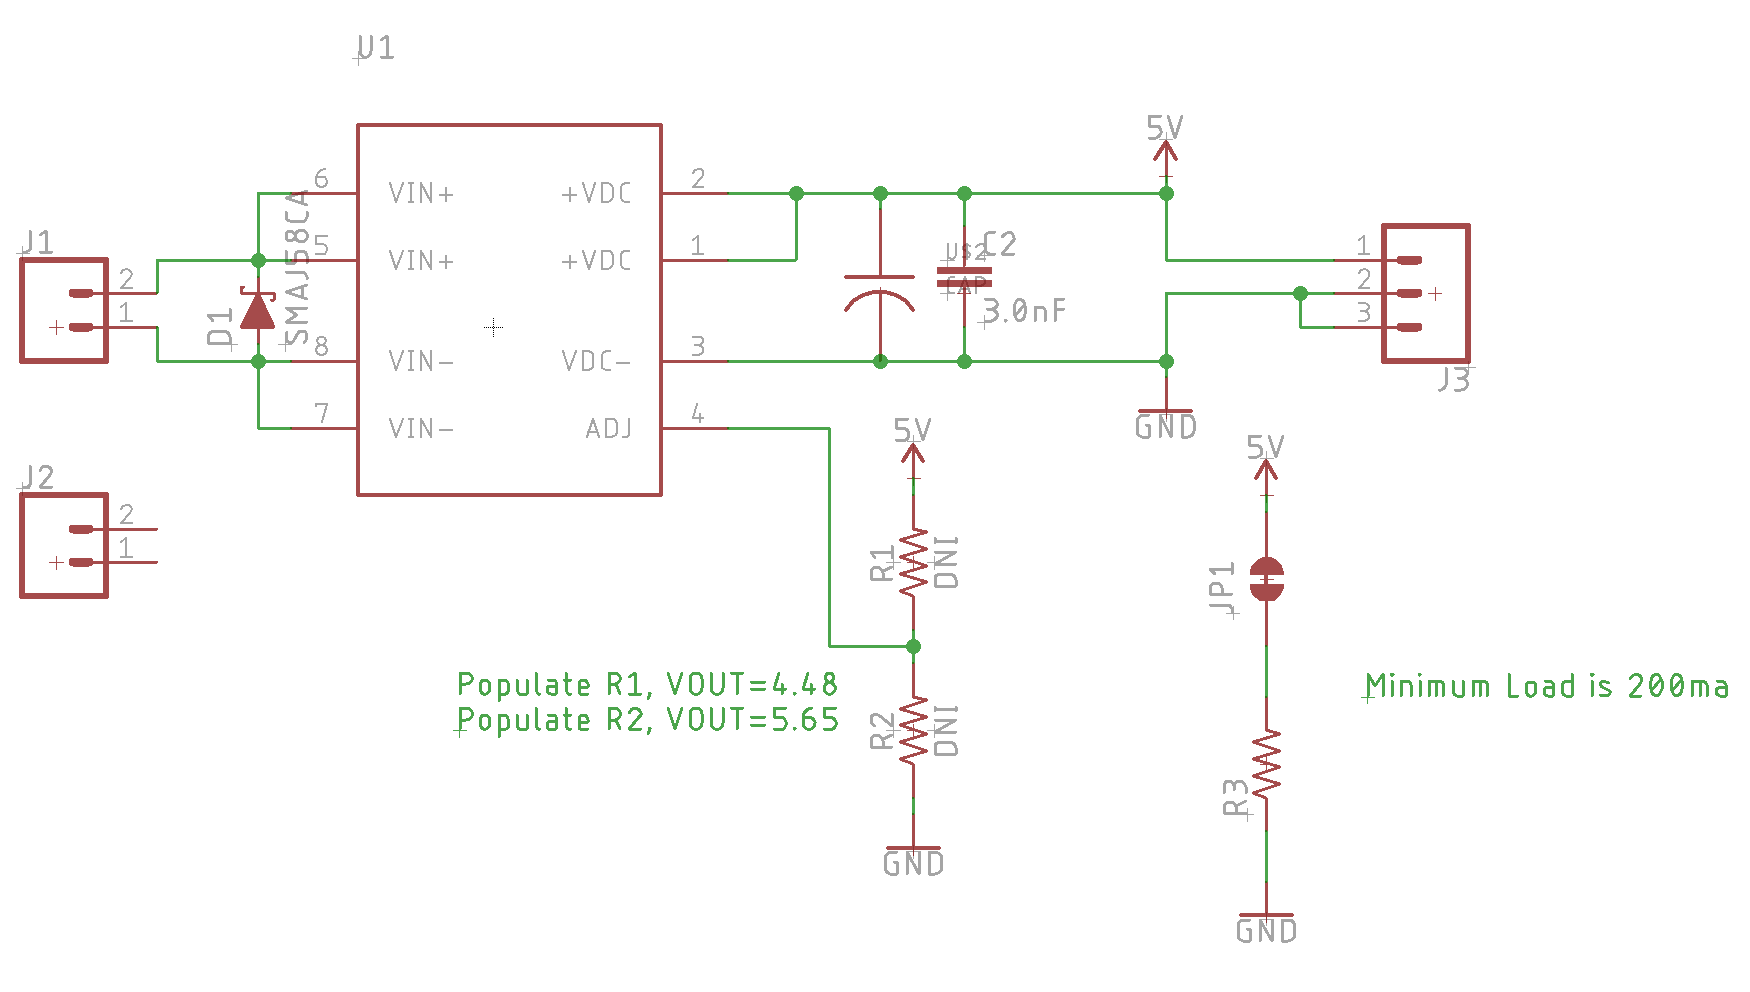 U1
6
VIN+
+VDC
2
5
VIN+
+VDC
1
8
VIN-
VDC-
3
7
VIN-
ADJ
4
J1
2
1
D1
SMAJ58CA
J2
2
1
5V
U$2
CAP
C2
3.0nF
GND
1
2
3
J3
5V
R1
DNI
R2
DNI
GND
Populate R1, VOUT=4.48
Populate R2, VOUT=5.65
5V
JP1
R3
GND
Minimum Load is 200ma